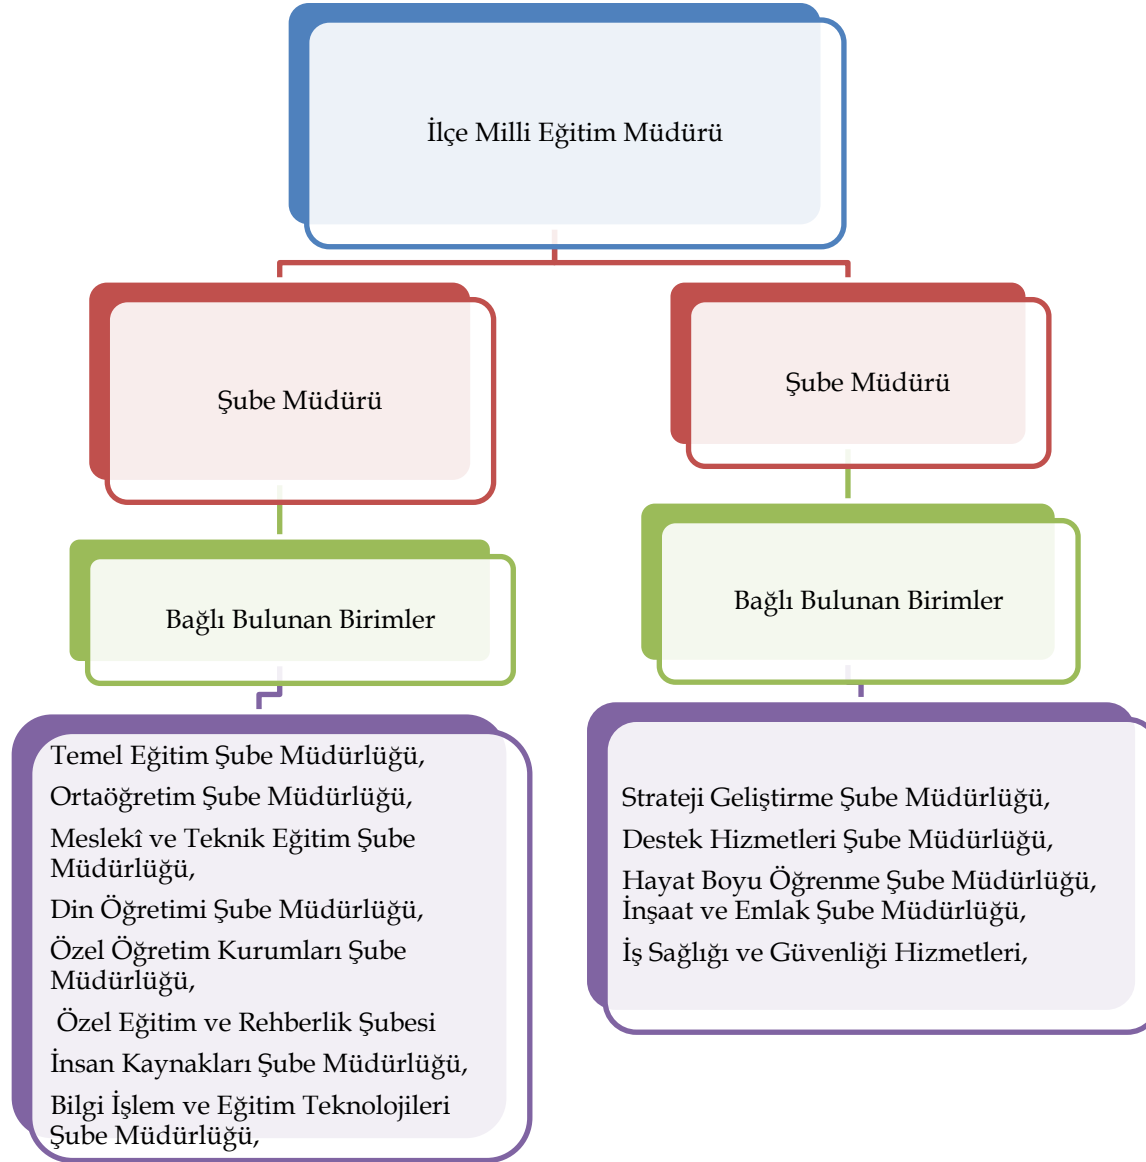 İlçe Milli Eğitim Müdürü
Şube Müdürü
Şube Müdürü
Bağlı Bulunan Birimler
Bağlı Bulunan Birimler
Temel Eğitim Şube Müdürlüğü,
Ortaöğretim Şube Müdürlüğü,
Meslekî ve Teknik Eğitim Şube
Müdürlüğü,
Din Öğretimi Şube Müdürlüğü,
Özel Öğretim Kurumları Şube
Müdürlüğü,
Özel Eğitim ve Rehberlik Şubesi
İnsan Kaynakları Şube Müdürlüğü,
Bilgi İşlem ve Eğitim Teknolojileri
Şube Müdürlüğü,
Strateji Geliştirme Şube Müdürlüğü,
Destek Hizmetleri Şube Müdürlüğü,
Hayat Boyu Öğrenme Şube Müdürlüğü,
İnşaat ve Emlak Şube Müdürlüğü,
İş Sağlığı ve Güvenliği Hizmetleri,